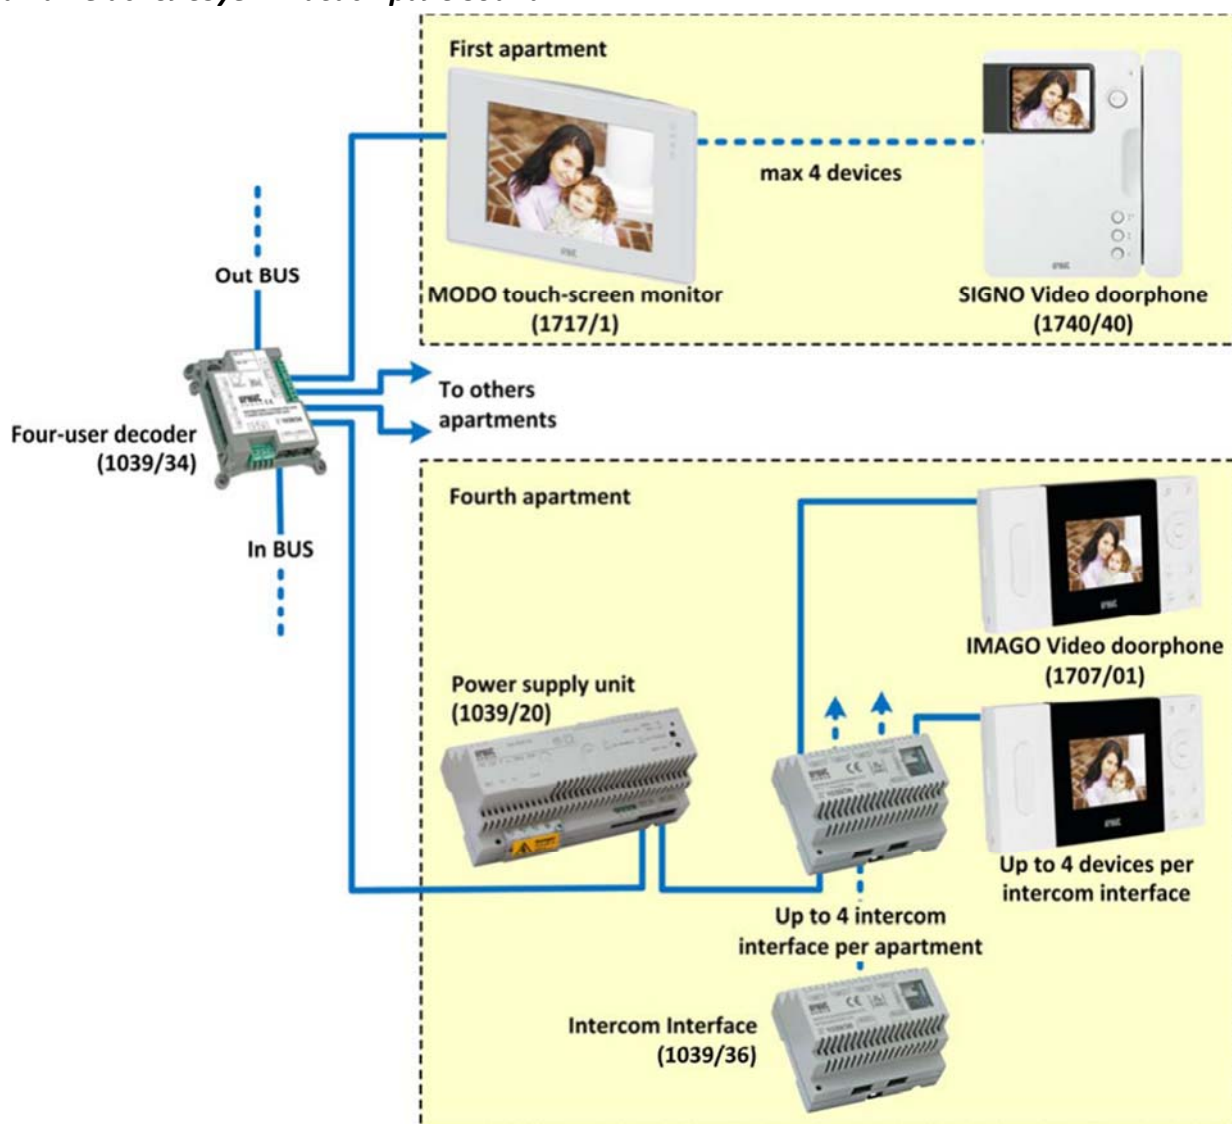 First apartment
max 4 devices
MODO touch-screen monitor
(1717/1)
SIGNO Video doorphone
(1740/40)
Out BUS
To others
apartments
Four-user decoder
(1039/34)
In BUS
Fourth apartment
IMAGO Video doorphone
(1707/01)
Power supply unit
(1039/20)
Up to 4 devices per
intercom interface
Up to 4 intercom
interface per apartment
Intercom Interface
(1039/36)